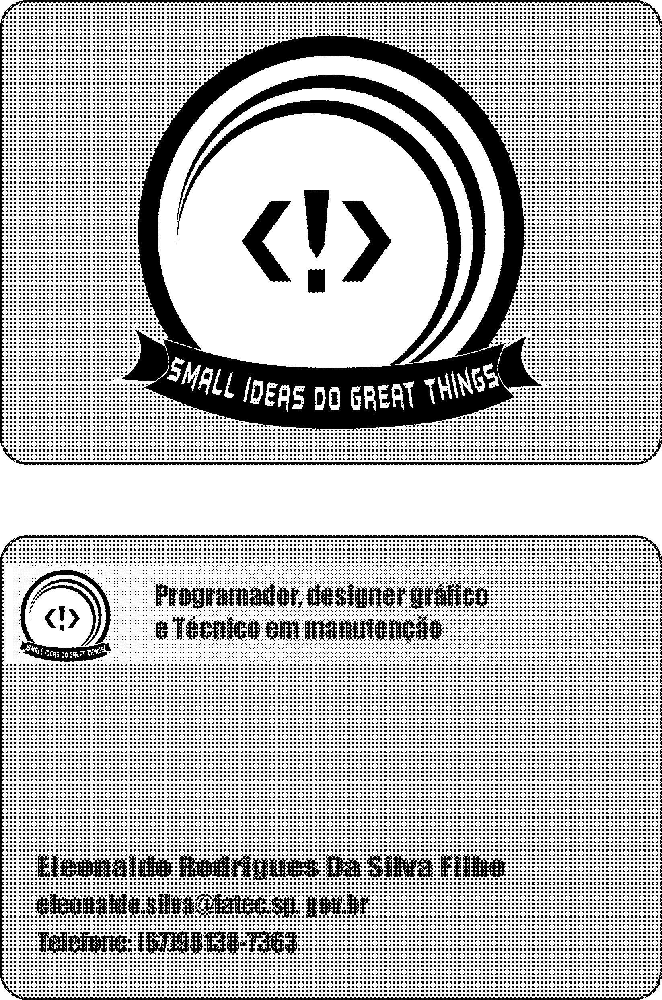 <!>
SMALL IDEAS DO GREAT THINGS
<!>
SMALL IDEAS DO GREAT THINGS
Programador, designer gráfico
e Técnico em manutenção
Eleonaldo Rodrigues Da Silva Filho
eleonaldo.silva@fatec.sp. gov.br
Telefone: (67)98138-7363